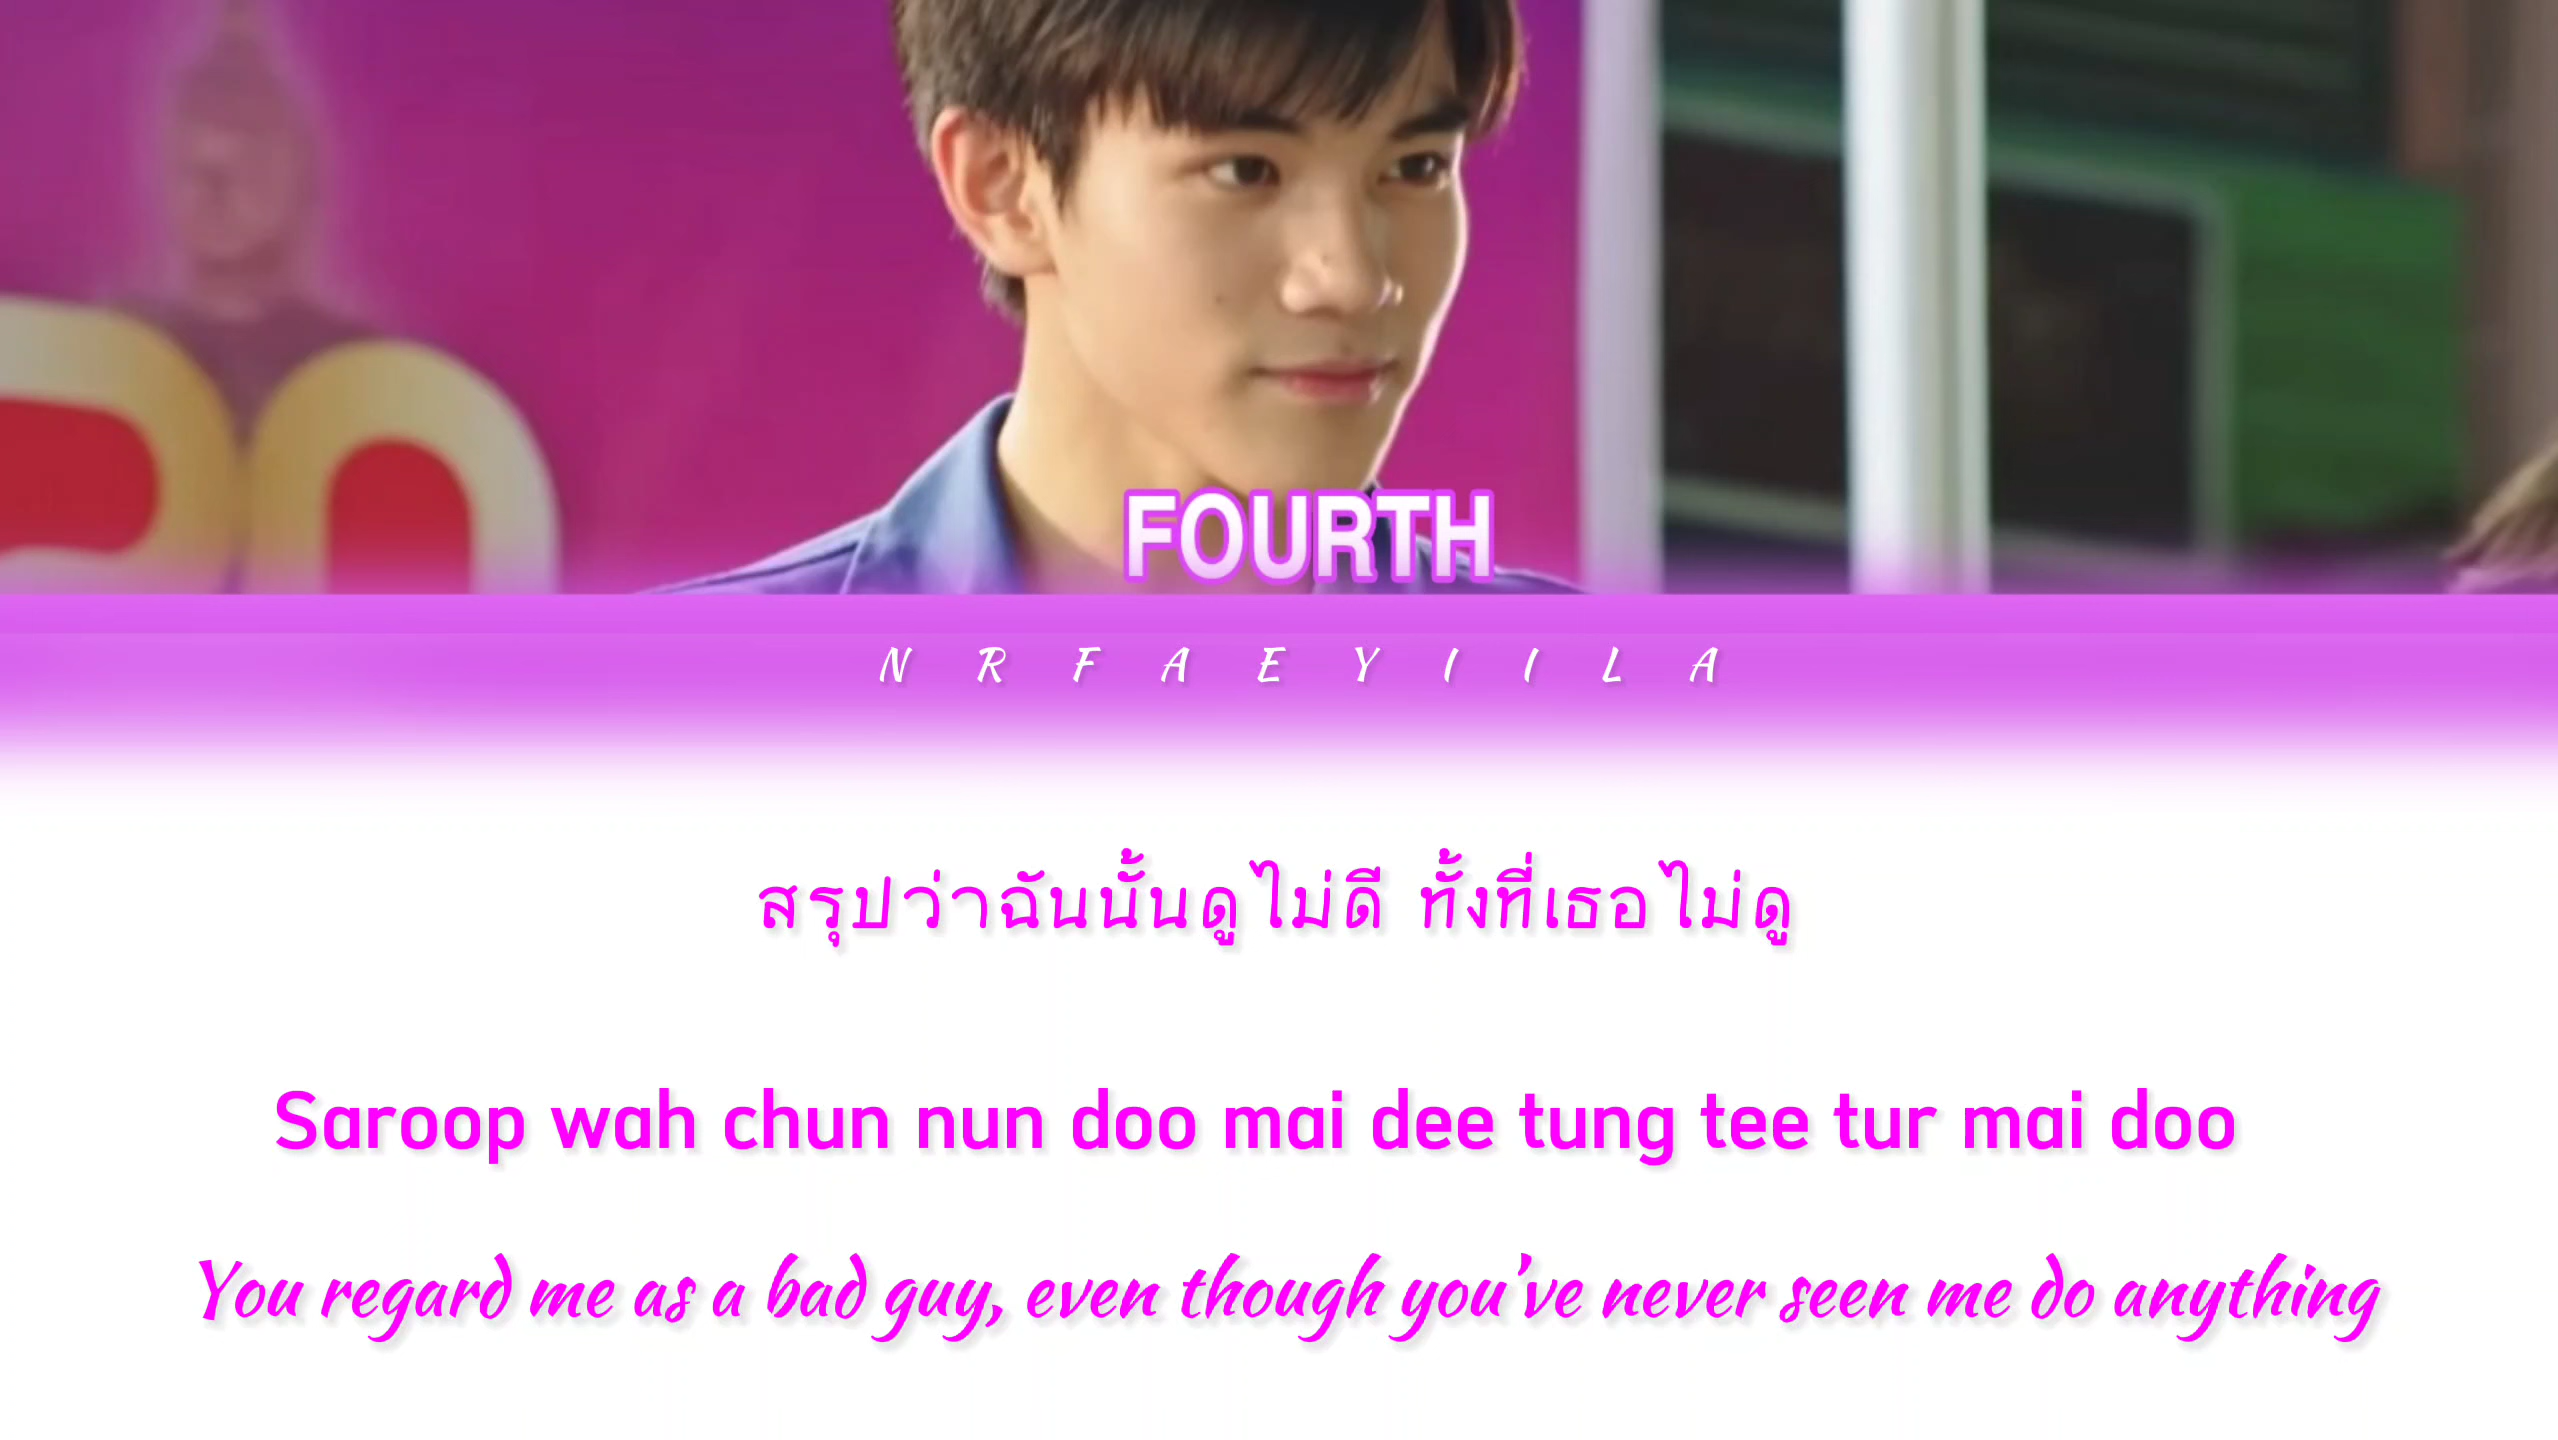 FOURTH
NRFAEYIILA
สรุปว่าฉันนั้นดูไม่ดี ทั้งที่เธอไม่ดู
Saroop wah chun nun doo mai dee tung tee tur mai doo
You regard me as a bad guy, even though you've never seen me do anything